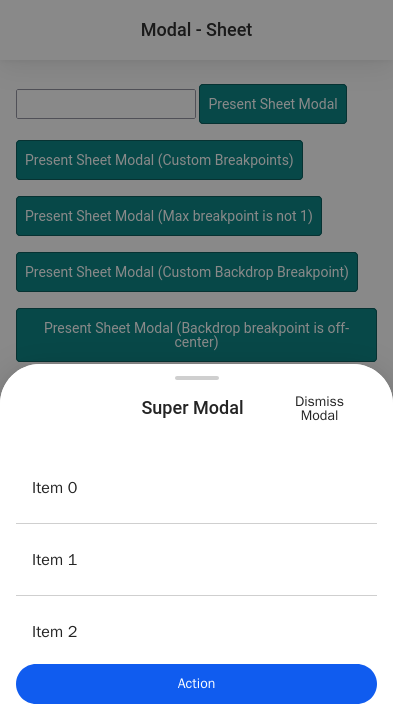 Modal - Sheet
Present Sheet Modal
Present Sheet Modal (Custom Breakpoints)
Present Sheet Modal (Max breakpoint is not 1)
Present Sheet Modal (Custom Backdrop Breakpoint)
Present Sheet Modal (Backdrop breakpoint is off-
center)
Super Modal
Dismiss
Modal
Item 0
Item 1
Item 2
Action